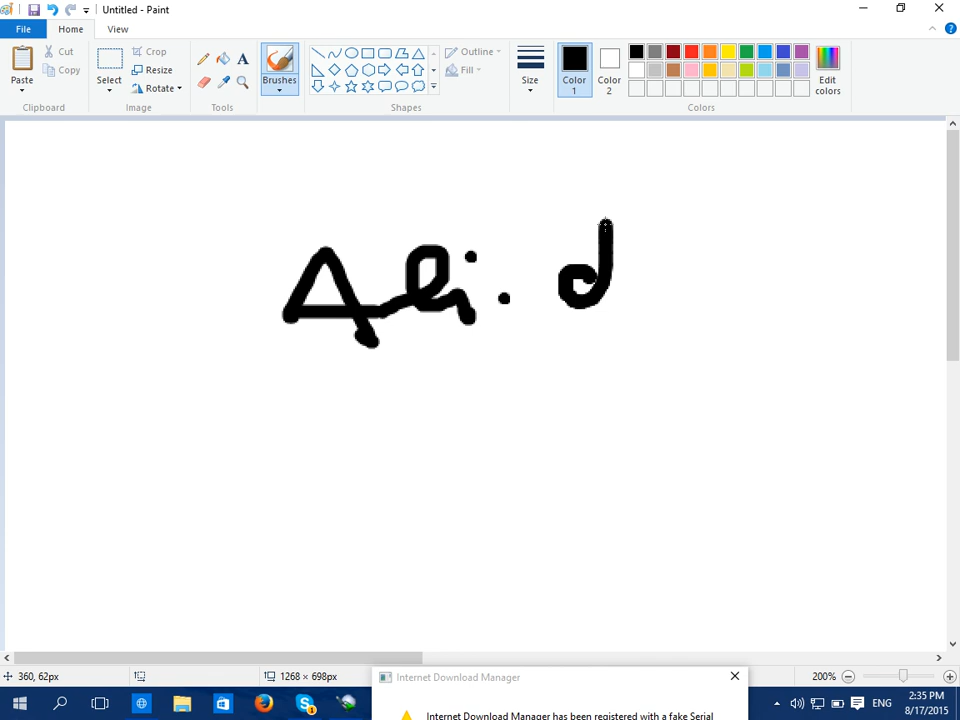 Untitled - Paint
File Home View
Paste
Cut
Copy
Clipboard
Select
Crop
Resize
Rotate
Image
Tools
Brushes
Shapes
Outline
Fill
Size
Color 1
Color 2
Edit colors
Colors
Ali. d
360, 62px
1268 × 698px
200%
Internet Download Manager
Internet Download Manager has been registered with a fake Serial
ENG
2:35 PM
8/17/2015